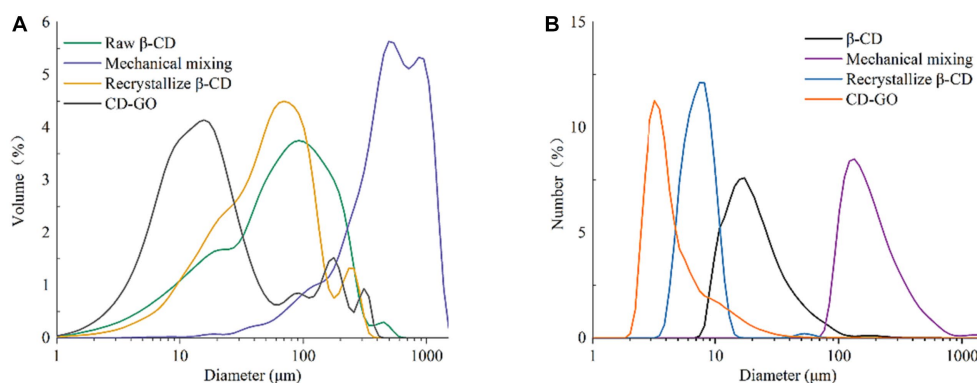 A
Raw β-CD
Mechanical mixing
Recrystallize β-CD
CD-GO
Volume (%)
6
5
4
3
2
1
0
1 10 100 1000
Diameter (μm)
B
β-CD
Mechanical mixing
Recrystallize β-CD
CD-GO
Number (%)
15
10
5
0
1 10 100 1000
Diameter (μm)